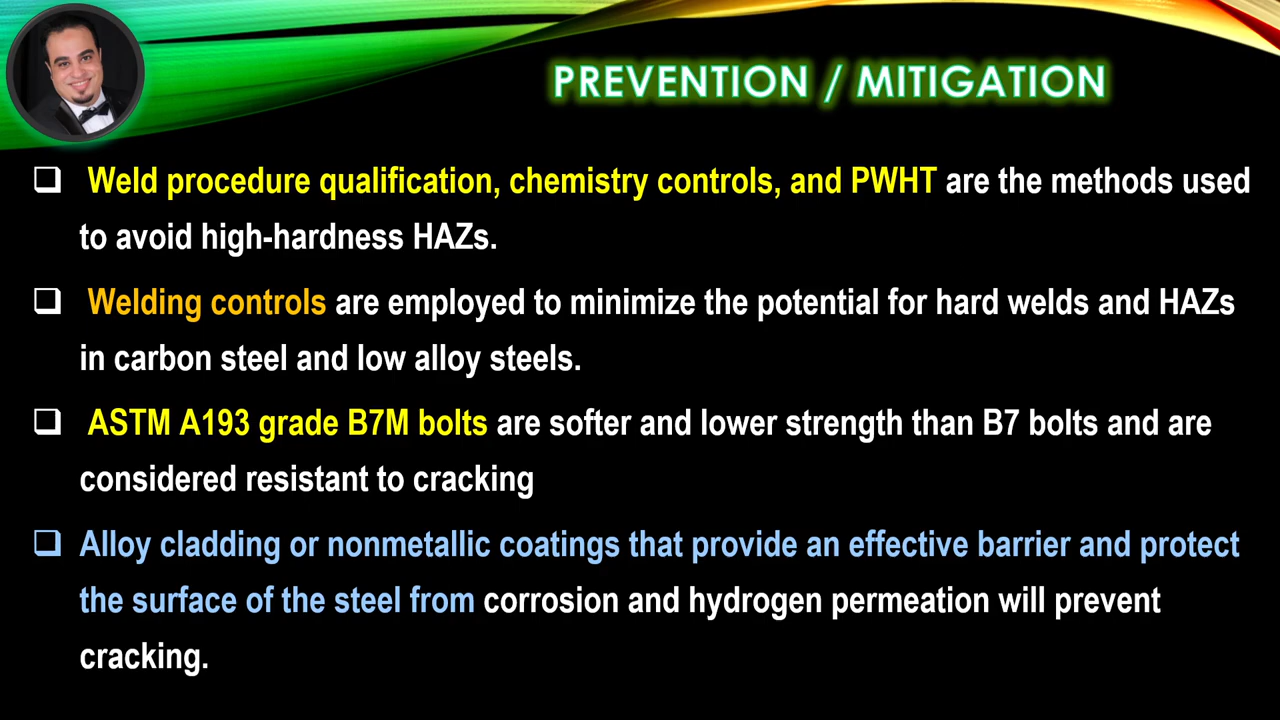 PREVENTION / MITIGATION
Weld procedure qualification, chemistry controls, and PWHT are the methods used
to avoid high-hardness HAZs.
Welding controls are employed to minimize the potential for hard welds and HAZs
in carbon steel and low alloy steels.
ASTM A193 grade B7M bolts are softer and lower strength than B7 bolts and are
considered resistant to cracking
Alloy cladding or nonmetallic coatings that provide an effective barrier and protect
the surface of the steel from corrosion and hydrogen permeation will prevent
cracking.